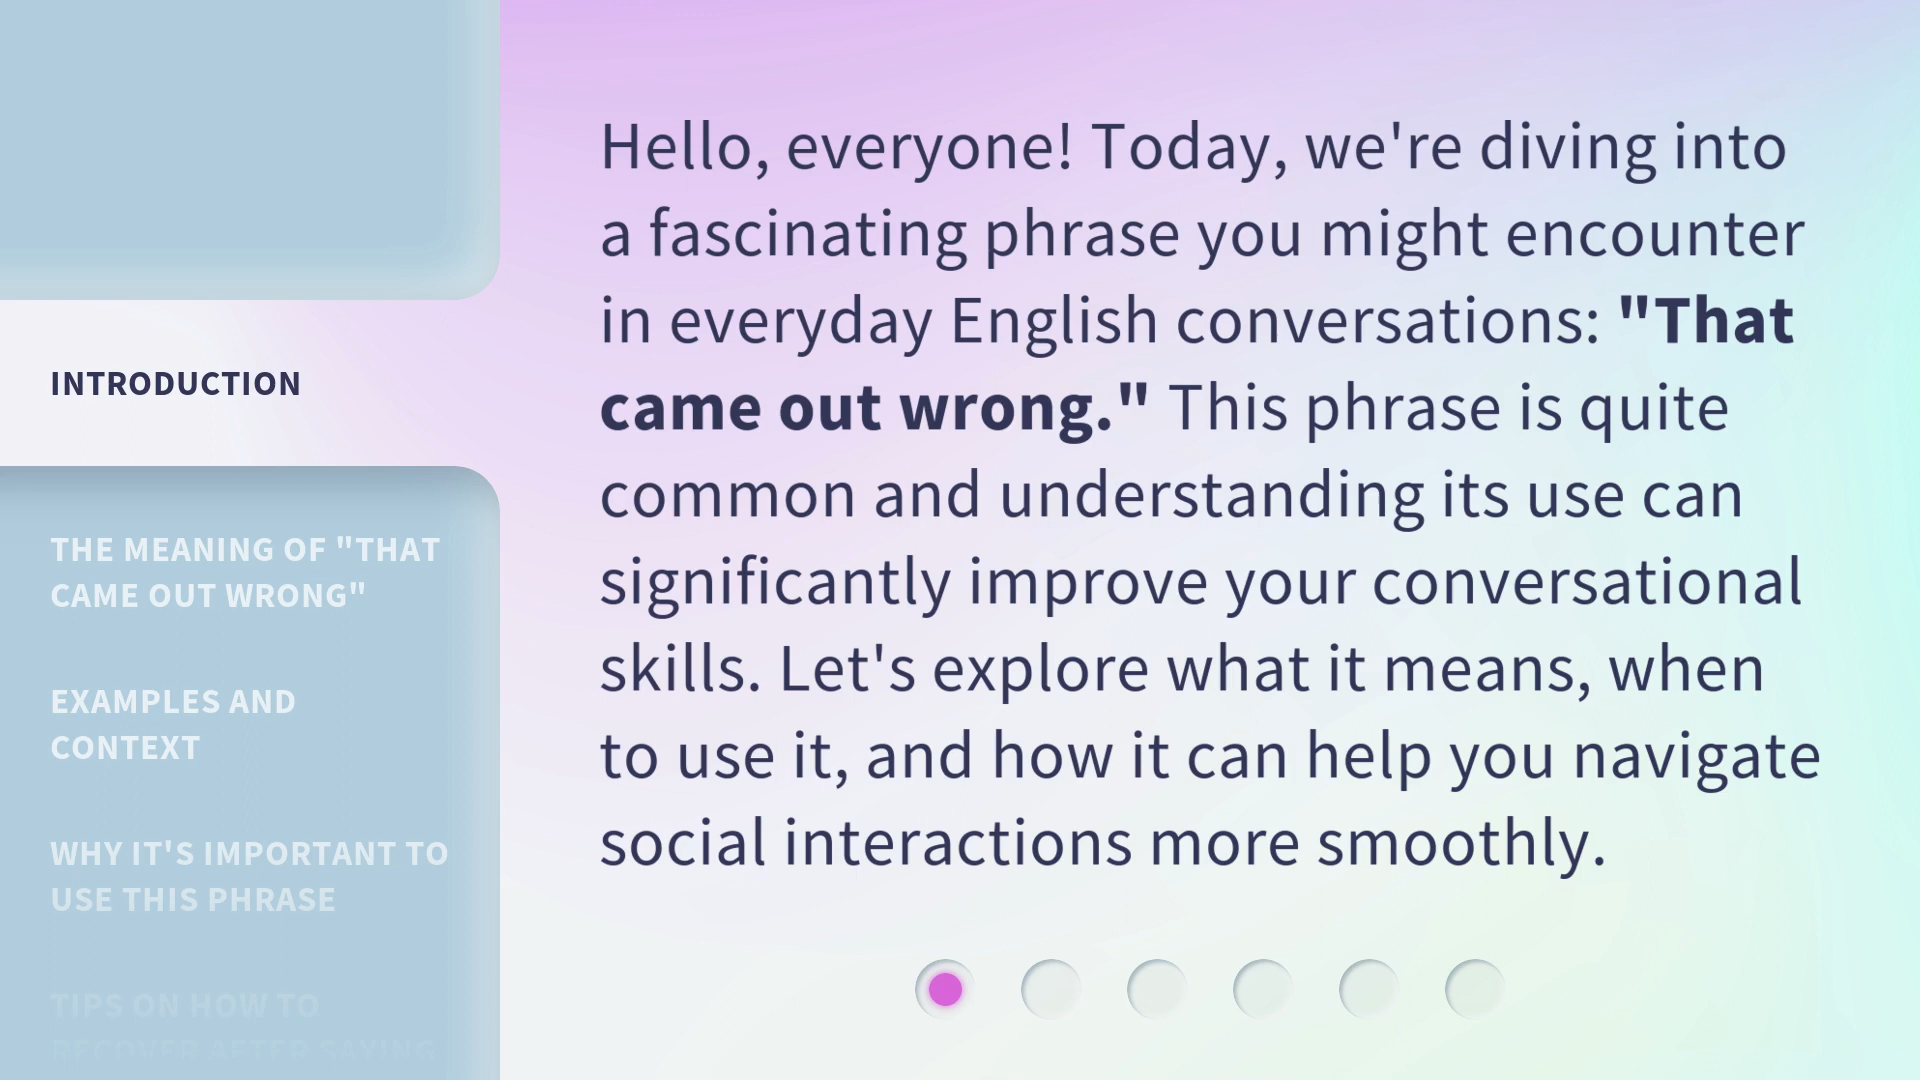 INTRODUCTION
THE MEANING OF "THAT
CAME OUT WRONG"
EXAMPLES AND
CONTEXT
WHY IT'S IMPORTANT TO
USE THIS PHRASE
TIPS ON HOW TO
RECOVER AFTER SAYING
Hello, everyone! Today, we're diving into
a fascinating phrase you might encounter
in everyday English conversations: "That
came out wrong." This phrase is quite
common and understanding its use can
significantly improve your conversational
skills. Let's explore what it means, when
to use it, and how it can help you navigate
social interactions more smoothly.